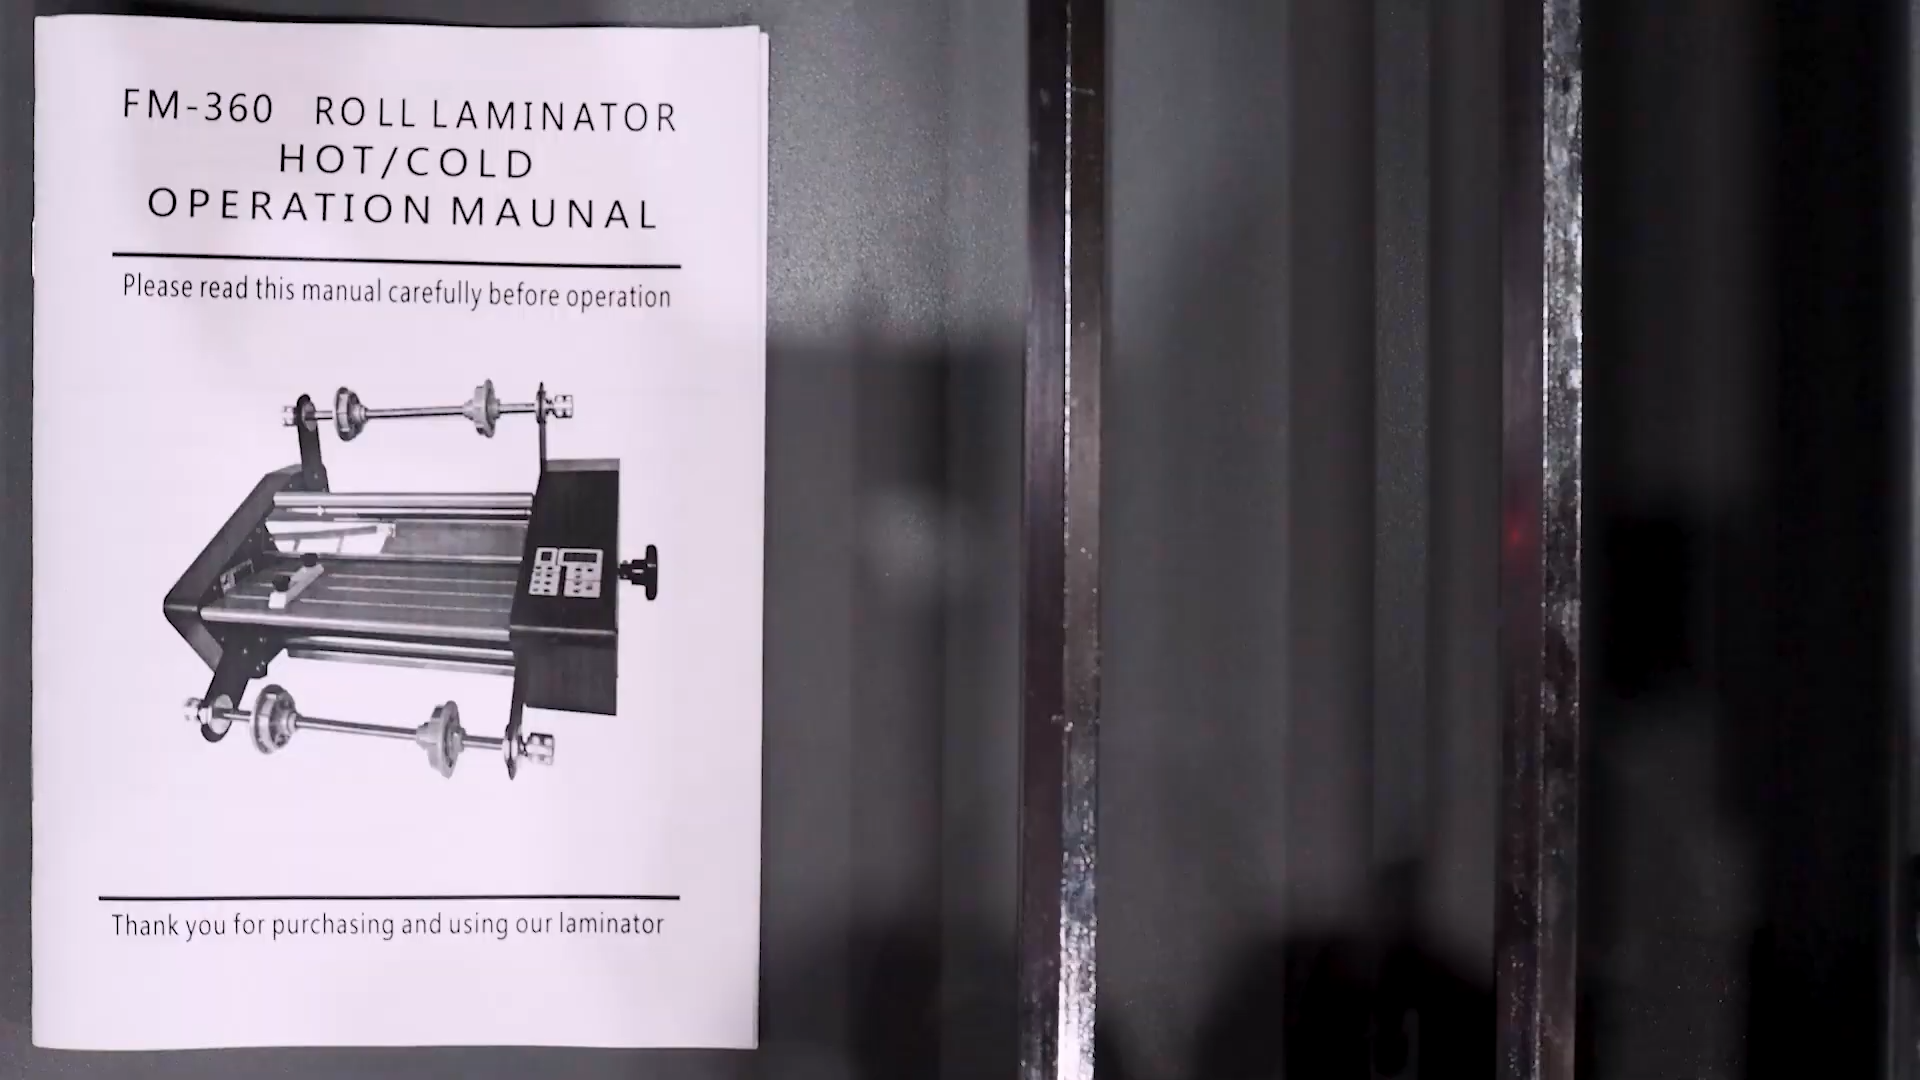 FM-360 ROLL LAMINATOR
HOT/COLD
OPERATION MAUNAL
Please read this manual carefully before operation
Thank you for purchasing and using our laminator